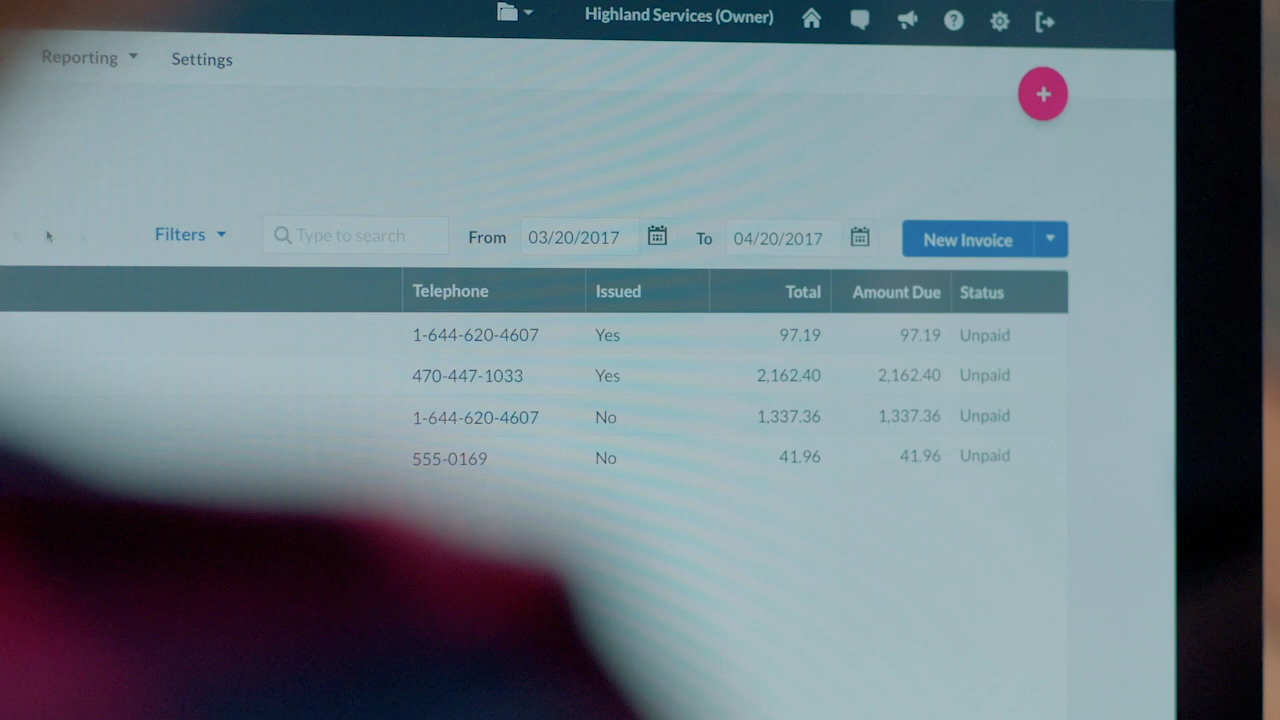 Highland Services (Owner)
Reporting Settings
+
Filters Type to search From 03/20/2017 To 04/20/2017 New Invoice
Telephone Issued Total Amount Due Status
1-644-620-4607 Yes 97.19 97.19 Unpaid
470-447-1033 Yes 2,162.40 2,162.40 Unpaid
1-644-620-4607 No 1,337.36 1,337.36 Unpaid
555-0169 No 41.96 41.96 Unpaid